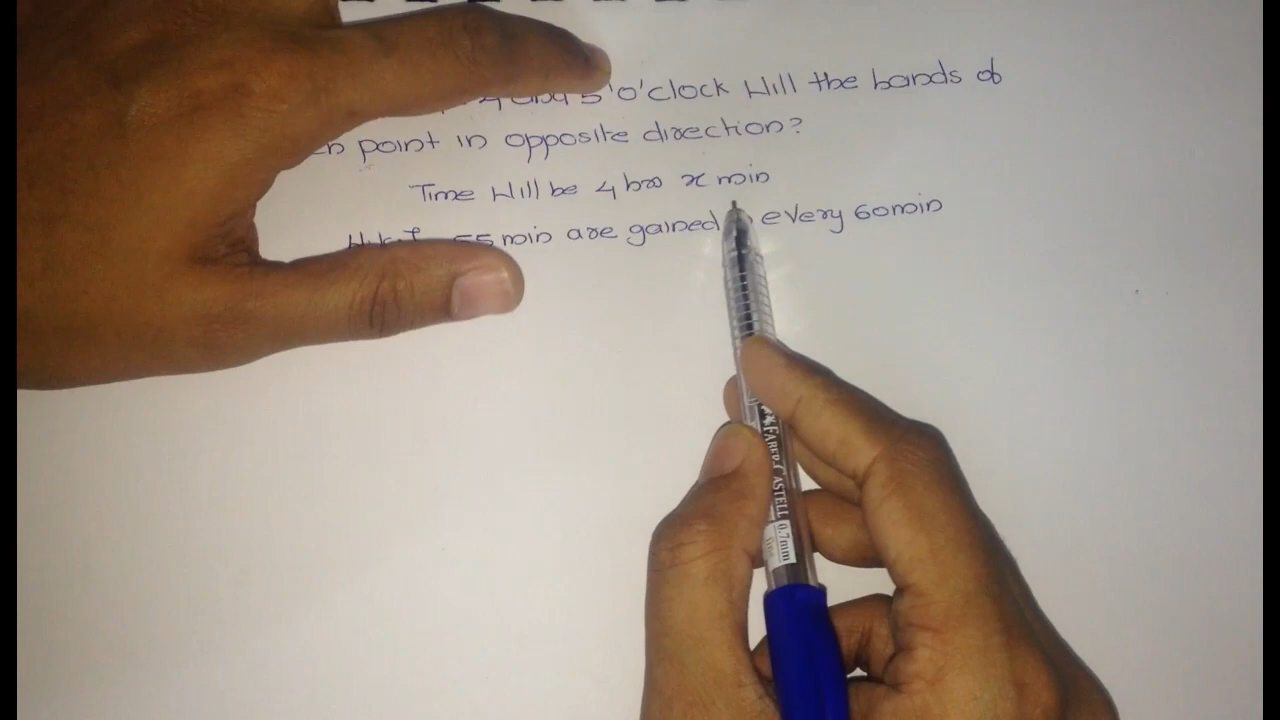 4 and 5 'o'clock will the hands of
point in opposite direction?
Time will be 4 hrs x min
55 min are gained every 60 min
FABER-CASTELL 0.7mm
fine